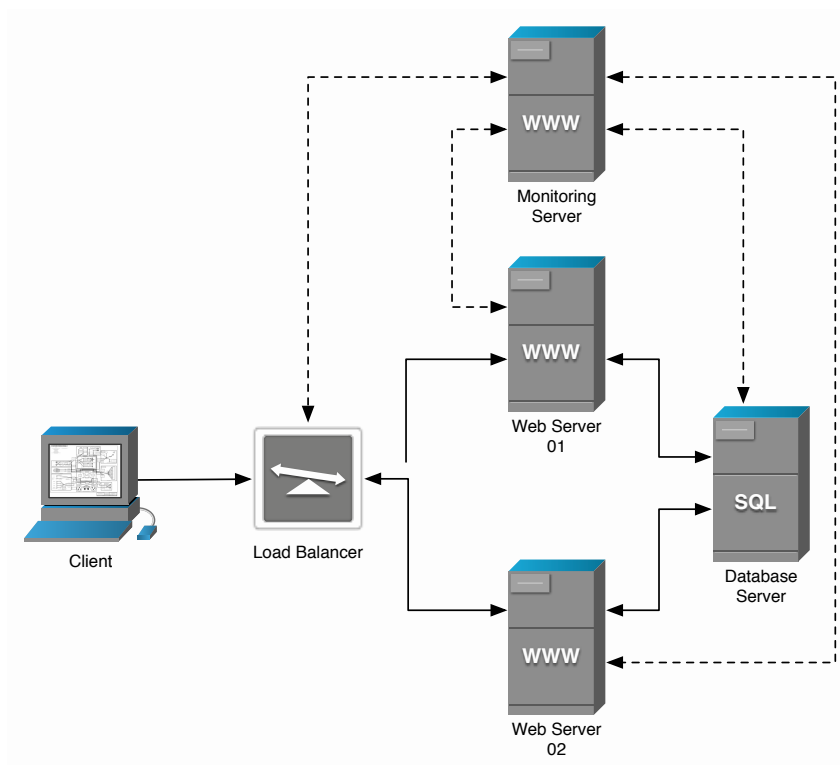 WWW
Monitoring
Server
WWW
Web Server
01
Client
Load Balancer
SQL
Database
Server
WWW
Web Server
02